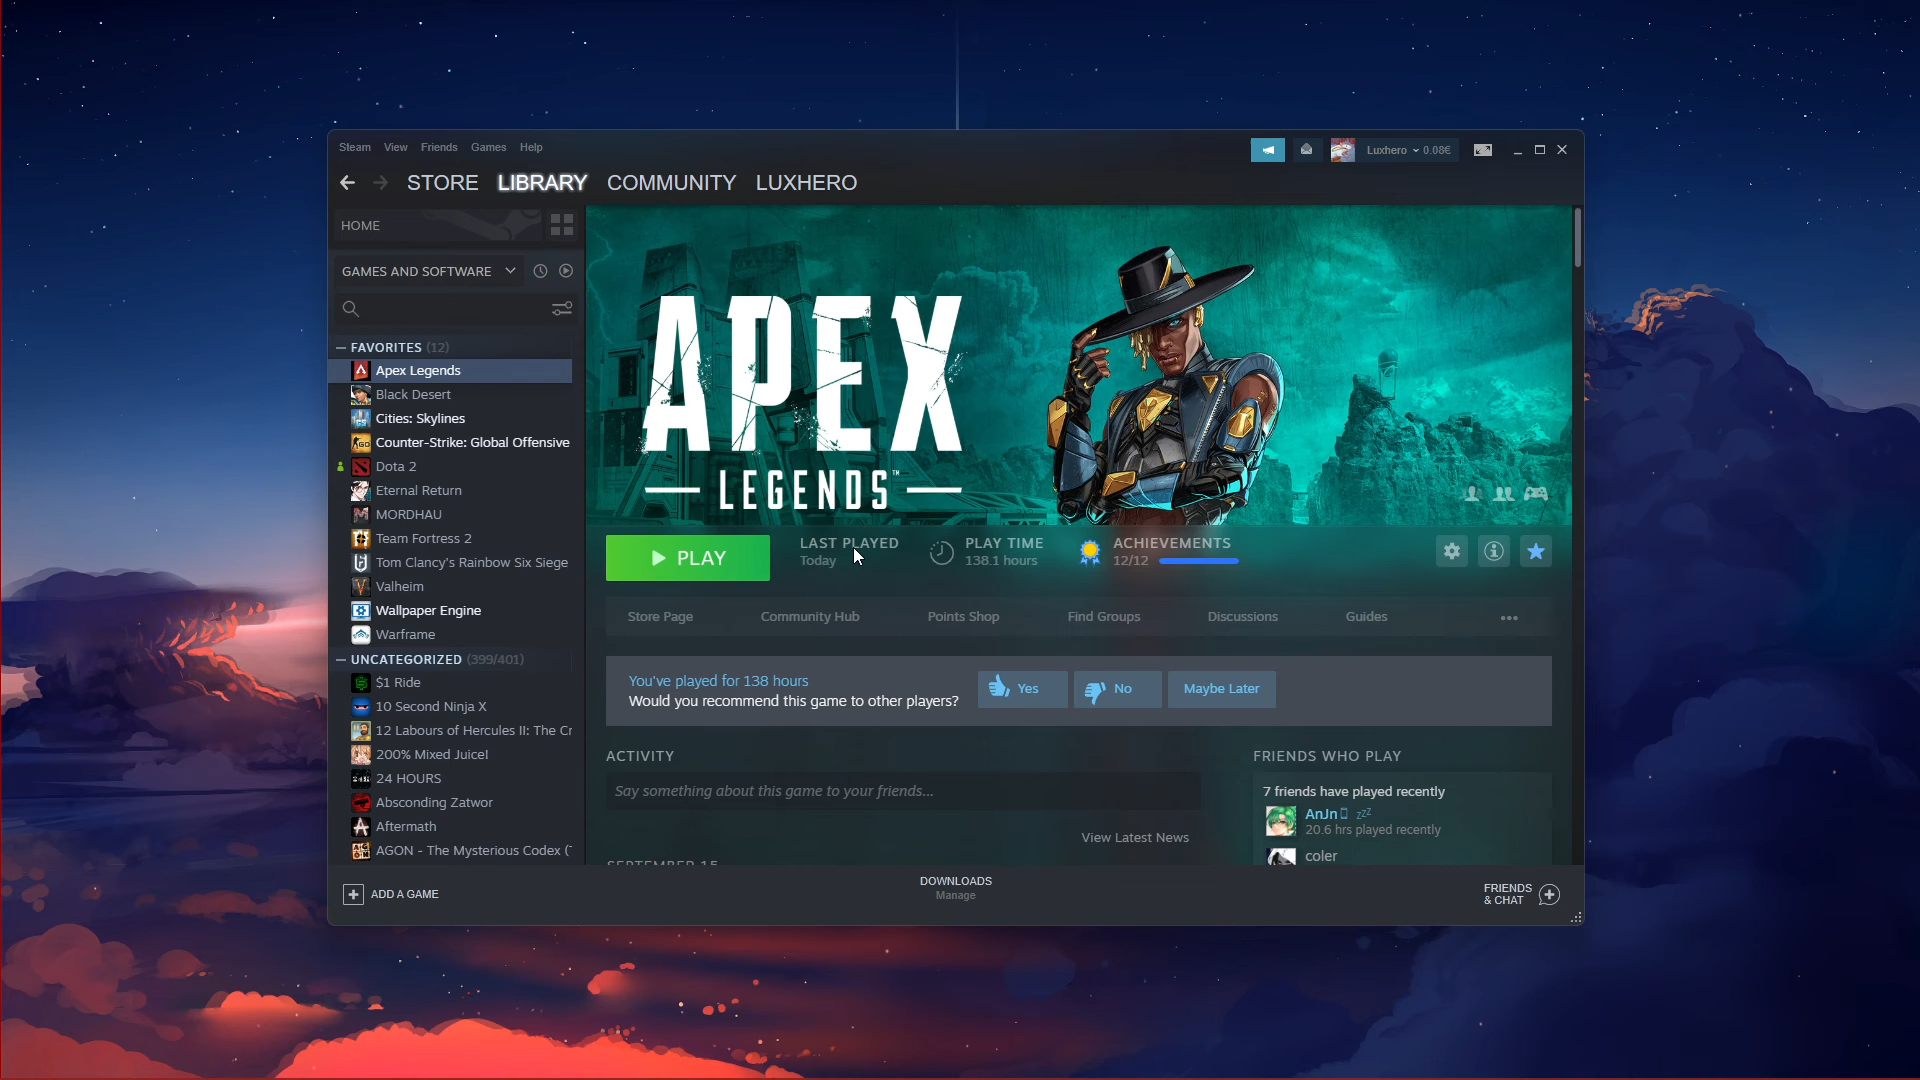 Steam View Friends Games Help
Luxhero 0.08€
STORE LIBRARY COMMUNITY LUXHERO
HOME
GAMES AND SOFTWARE
FAVORITES (12)
Apex Legends
Black Desert
Cities: Skylines
Counter-Strike: Global Offensive
Dota 2
Eternal Return
MORDHAU
Team Fortress 2
Tom Clancy's Rainbow Six Siege
Valheim
Wallpaper Engine
Warframe
UNCATEGORIZED (399/401)
$1 Ride
10 Second Ninja X
12 Labours of Hercules II: The Cr
200% Mixed Juice!
24 HOURS
Absconding Zatwor
Aftermath
AGON - The Mysterious Codex (
ADD A GAME
APEX
LEGENDS™
PLAY
LAST PLAYED
Today
PLAY TIME
138.1 hours
ACHIEVEMENTS
12/12
Store Page Community Hub Points Shop Find Groups Discussions Guides
You've played for 138 hours
Would you recommend this game to other players?
Yes No Maybe Later
ACTIVITY
Say something about this game to your friends...
View Latest News
SEPTEMBER 15
FRIENDS WHO PLAY
7 friends have played recently
AnJn zzz
20.6 hrs played recently
coler
DOWNLOADS
Manage
FRIENDS
& CHAT